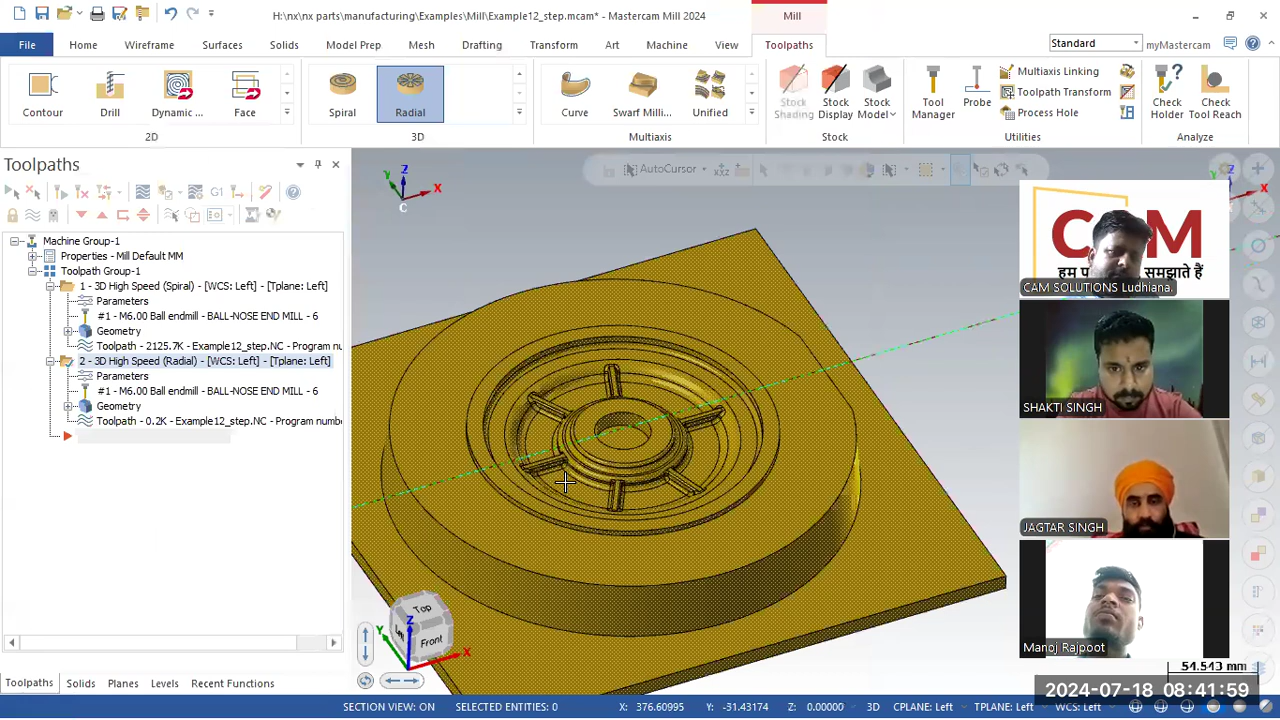 H:\nx\nx parts\manufacturing\Examples\Mill\Example12_step.mcam* - Mastercam Mill 2024
Mill
File Home Wireframe Surfaces Solids Model Prep Mesh Drafting Transform Art Machine View Toolpaths
Standard
myMastercam
Contour Drill Dynamic ... Face
2D
Spiral Radial
3D
Curve Swarf Milli... Unified
Multiaxis
Stock Shading Stock Display Stock Model
Stock
Tool Manager Probe
Multiaxis Linking
Toolpath Transform
Process Hole
Utilities
Check Holder Check Tool Reach
Analyze
Toolpaths
G1
AutoCursor
Machine Group-1
Properties - Mill Default MM
Toolpath Group-1
1 - 3D High Speed (Spiral) - [WCS: Left] - [Tplane: Left]
Parameters
#1 - M6.00 Ball endmill - BALL-NOSE END MILL - 6
Geometry
Toolpath - 2125.7K - Example12_step.NC - Program numb
2 - 3D High Speed (Radial) - [WCS: Left] - [Tplane: Left]
Parameters
#1 - M6.00 Ball endmill - BALL-NOSE END MILL - 6
Geometry
Toolpath - 0.2K - Example12_step.NC - Program numbe
Y Z X
C
Top
Left Front
Z Y X
CAM SOLUTIONS Ludhiana.
SHAKTI SINGH
JAGTAR SINGH
Manoj Rajpoot
54.543 mm
2024-07-18 08:41:59
Toolpaths Solids Planes Levels Recent Functions
SECTION VIEW: ON SELECTED ENTITIES: 0 X: 376.60995 Y: -31.43174 Z: 0.00000 3D CPLANE: Left TPLANE: Left WCS: Left